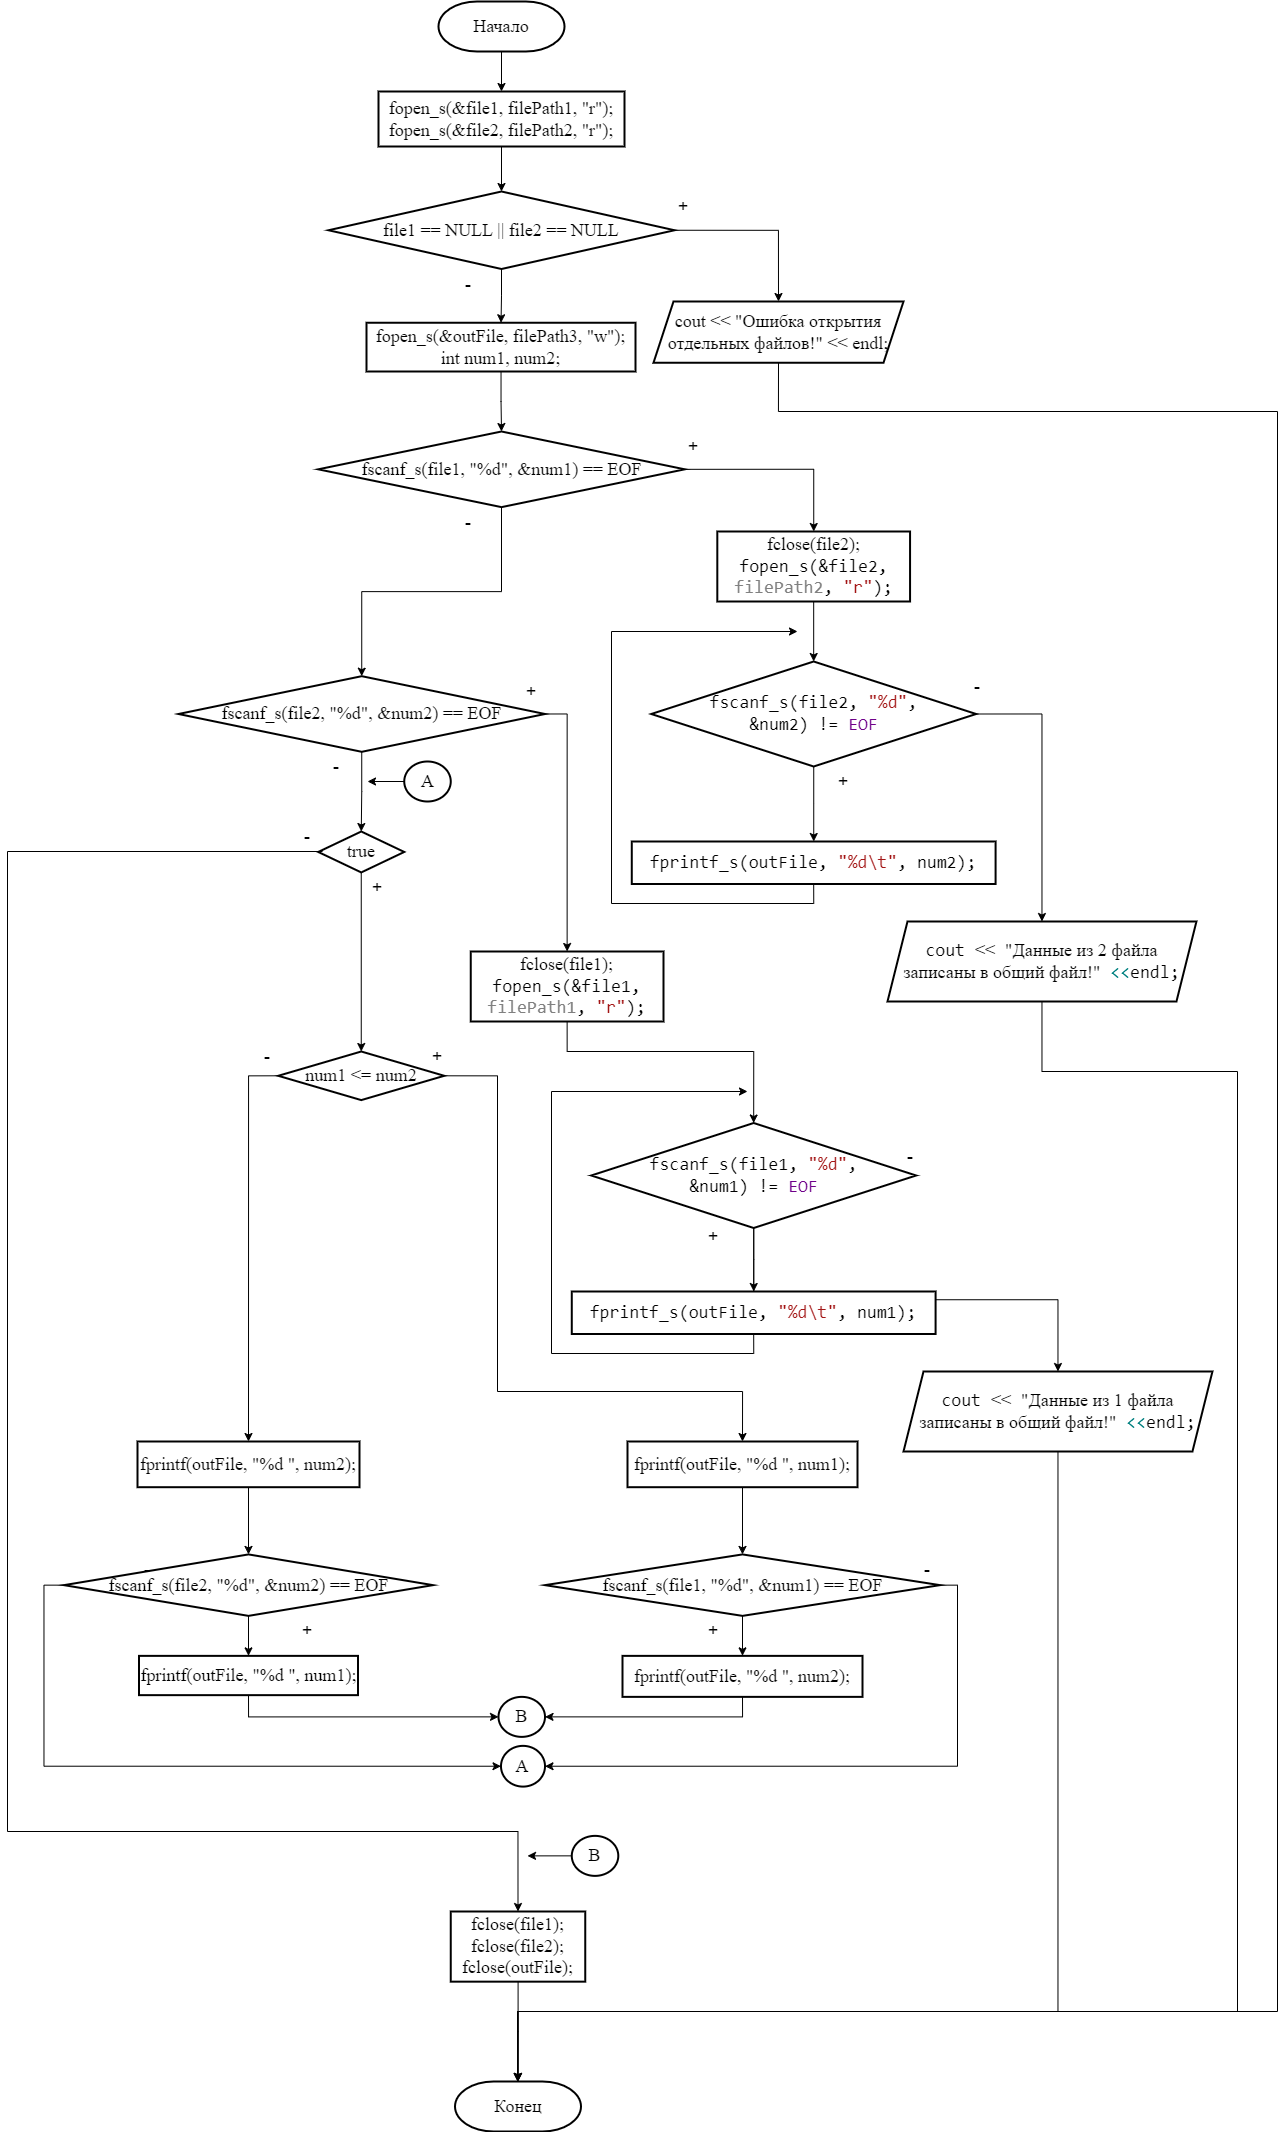 Начало
fopen_s(&file1, filePath1, "r");
fopen_s(&file2, filePath2, "r");
+
file1 == NULL || file2 == NULL
-
fopen_s(&outFile, filePath3, "w");
int num1, num2;
cout << "Ошибка открытия
отдельных файлов!" << endl;
+
fscanf_s(file1, "%d", &num1) == EOF
-
fclose(file2);
fopen_s(&file2,
filePath2, "r");
+
fscanf_s(file2, "%d", &num2) == EOF
-
fscanf_s(file2, "%d",
&num2) != EOF
-
+
A
-
true
+
fprintf_s(outFile, "%d\t", num2);
cout << "Данные из 2 файла
записаны в общий файл!" <<endl;
fclose(file1);
fopen_s(&file1,
filePath1, "r");
-
+
num1 <= num2
fscanf_s(file1, "%d",
&num1) != EOF
-
+
fprintf_s(outFile, "%d\t", num1);
cout << "Данные из 1 файла
записаны в общий файл!" <<endl;
fprintf(outFile, "%d ", num2);
fprintf(outFile, "%d ", num1);
-
fscanf_s(file2, "%d", &num2) == EOF
fscanf_s(file1, "%d", &num1) == EOF
-
+
+
fprintf(outFile, "%d ", num1);
fprintf(outFile, "%d ", num2);
B
A
B
fclose(file1);
fclose(file2);
fclose(outFile);
Конец